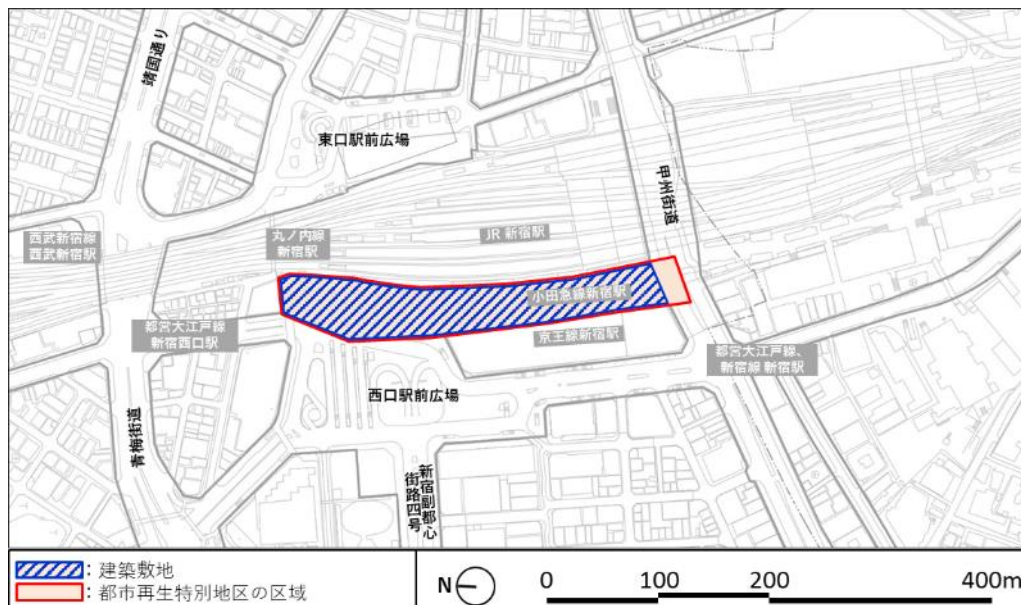 靖国通り
東口駅前広場
甲州街道
西武新宿線
西武新宿駅
丸ノ内線
新宿駅
JR 新宿駅
小田急線新宿駅
都営大江戸線
新宿西口駅
京王線新宿駅
都営大江戸線、
新宿線 新宿駅
西口駅前広場
青梅街道
新宿副都心
街路四号
：建築敷地
：都市再生特別地区の区域
N
0 100 200 400m